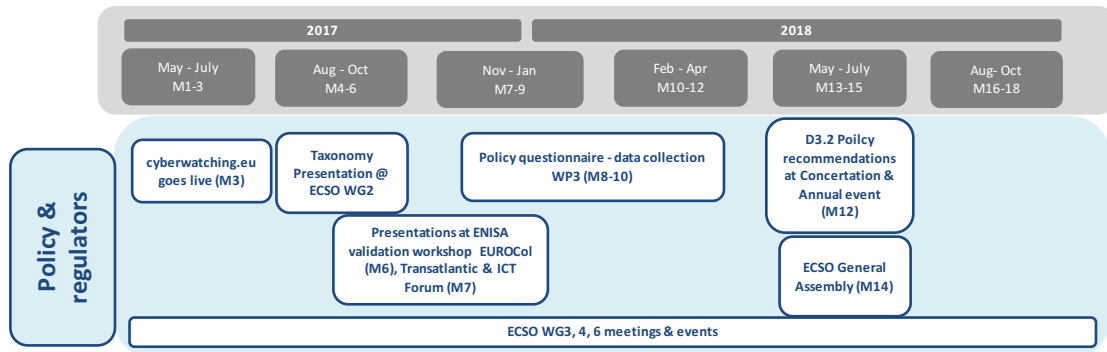 2017
2018
May - July
M1-3
Aug - Oct
M4-6
Nov - Jan
M7-9
Feb - Apr
M10-12
May - July
M13-15
Aug- Oct
M16-18
Policy &
regulators
cyberwatching.eu
goes live (M3)
Taxonomy
Presentation @
ECSO WG2
Policy questionnaire - data collection
WP3 (M8-10)
D3.2 Poilcy
recommendations
at Concertation &
Annual event
(M12)
Presentations at ENISA
validation workshop EUROCol
(M6), Transatlantic & ICT
Forum (M7)
ECSO General
Assembly (M14)
ECSO WG3, 4, 6 meetings & events